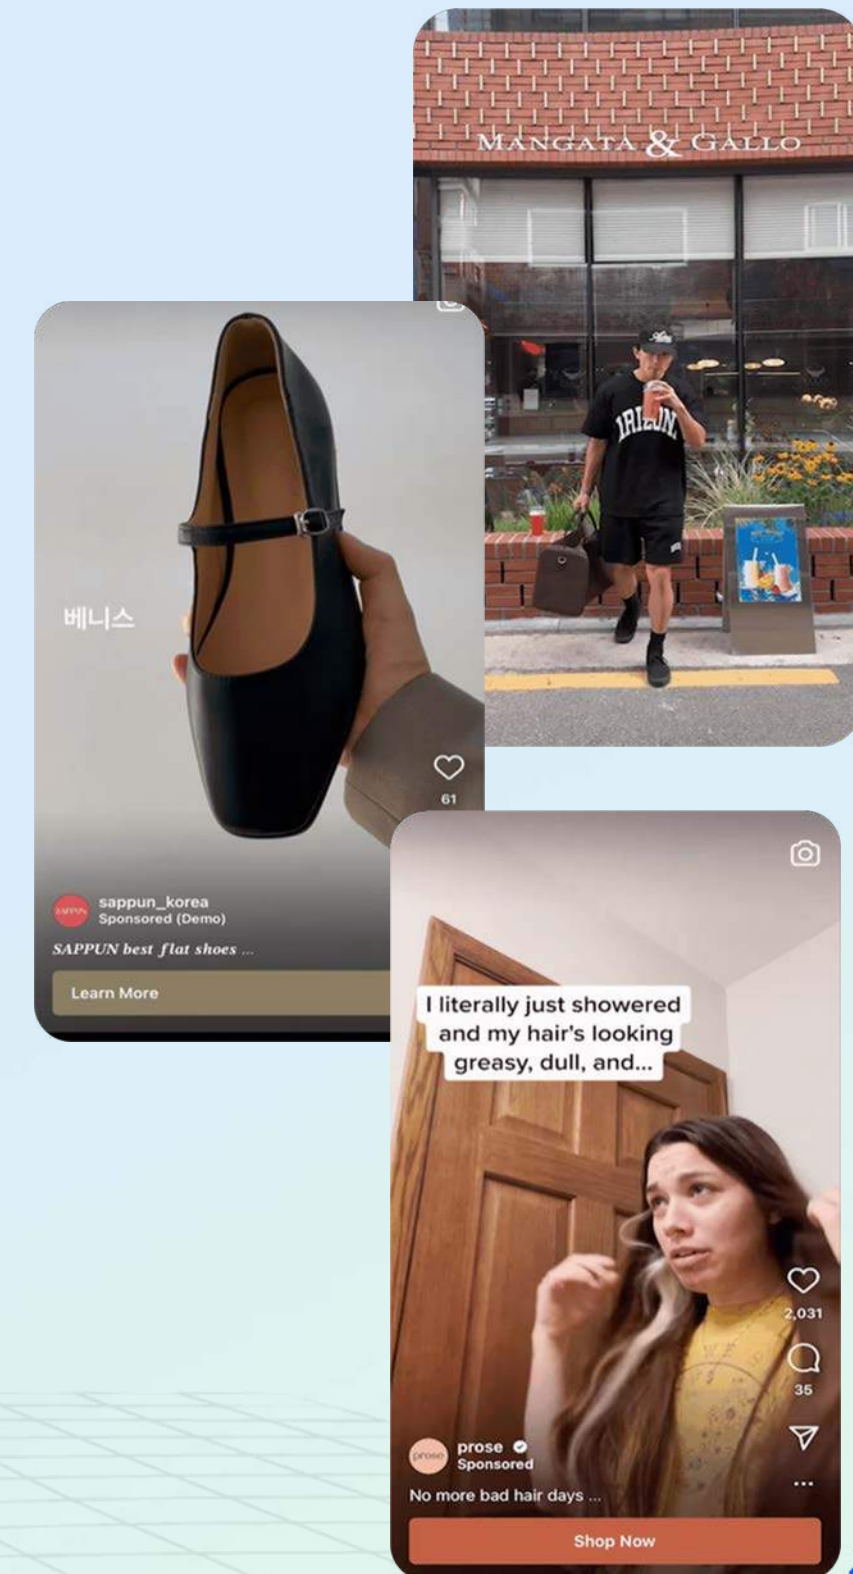 MANGATA & GALLO
베니스
61
SAPPUN
sappun_korea
Sponsored (Demo)
SAPPUN best flat shoes ...
Learn More
I literally just showered
and my hair's looking
greasy, dull, and...
2,031
35
prose
prose
Sponsored
No more bad hair days ...
Shop Now